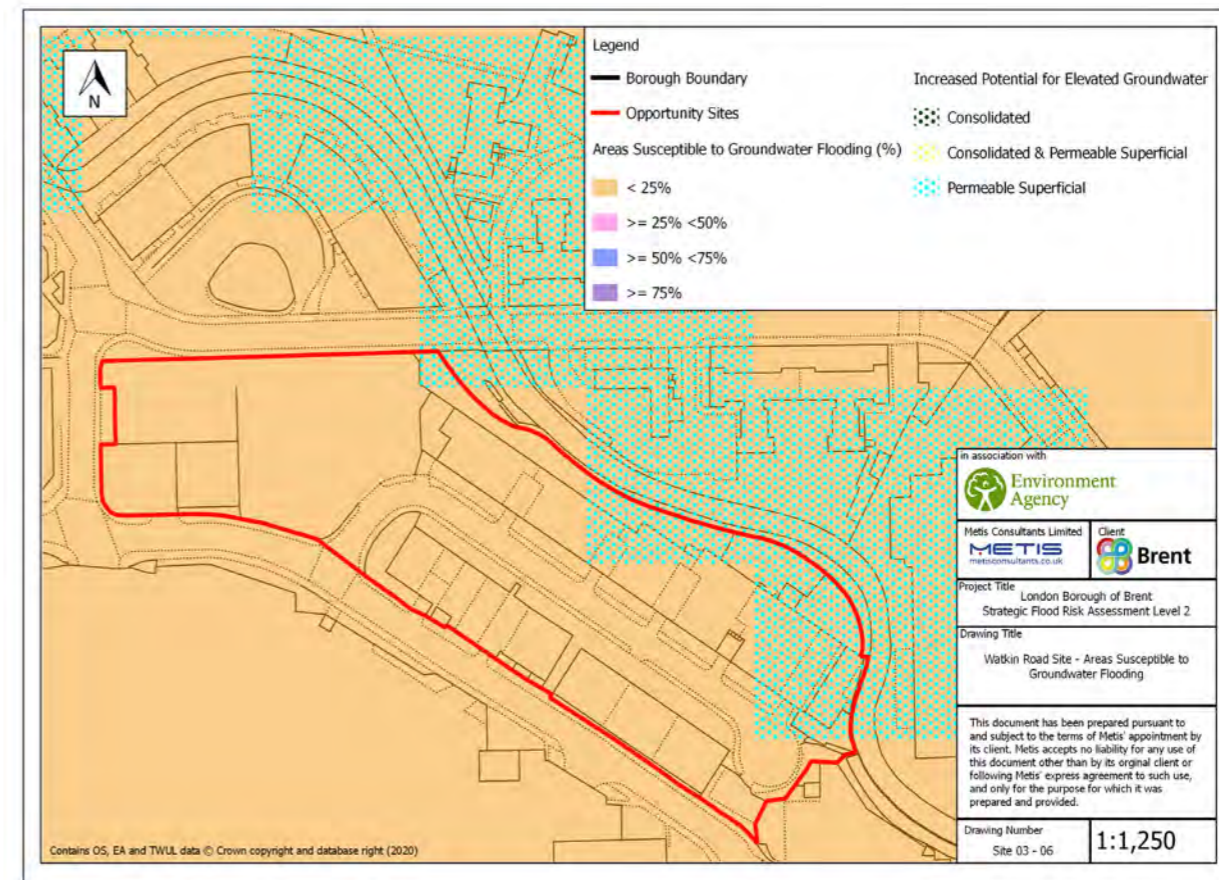 N
Legend
Borough Boundary
Opportunity Sites
Areas Susceptible to Groundwater Flooding (%)
< 25%
>= 25% <50%
>= 50% <75%
>= 75%
Increased Potential for Elevated Groundwater
Consolidated
Consolidated & Permeable Superficial
Permeable Superficial
in association with
Environment
Agency
Metis Consultants Limited
METIS
metisconsultants.co.uk
Client
Brent
Project Title
London Borough of Brent
Strategic Flood Risk Assessment Level 2
Drawing Title
Watkin Road Site - Areas Susceptible to
Groundwater Flooding
This document has been prepared pursuant to
and subject to the terms of Metis' appointment by
its client. Metis accepts no liability for any use of
this document other than by its orginal client or
following Metis' express agreement to such use,
and only for the purpose for which it was
prepared and provided.
Drawing Number
Site 03 - 06
1:1,250
Contains OS, EA and TWUL data © Crown copyright and database right (2020)